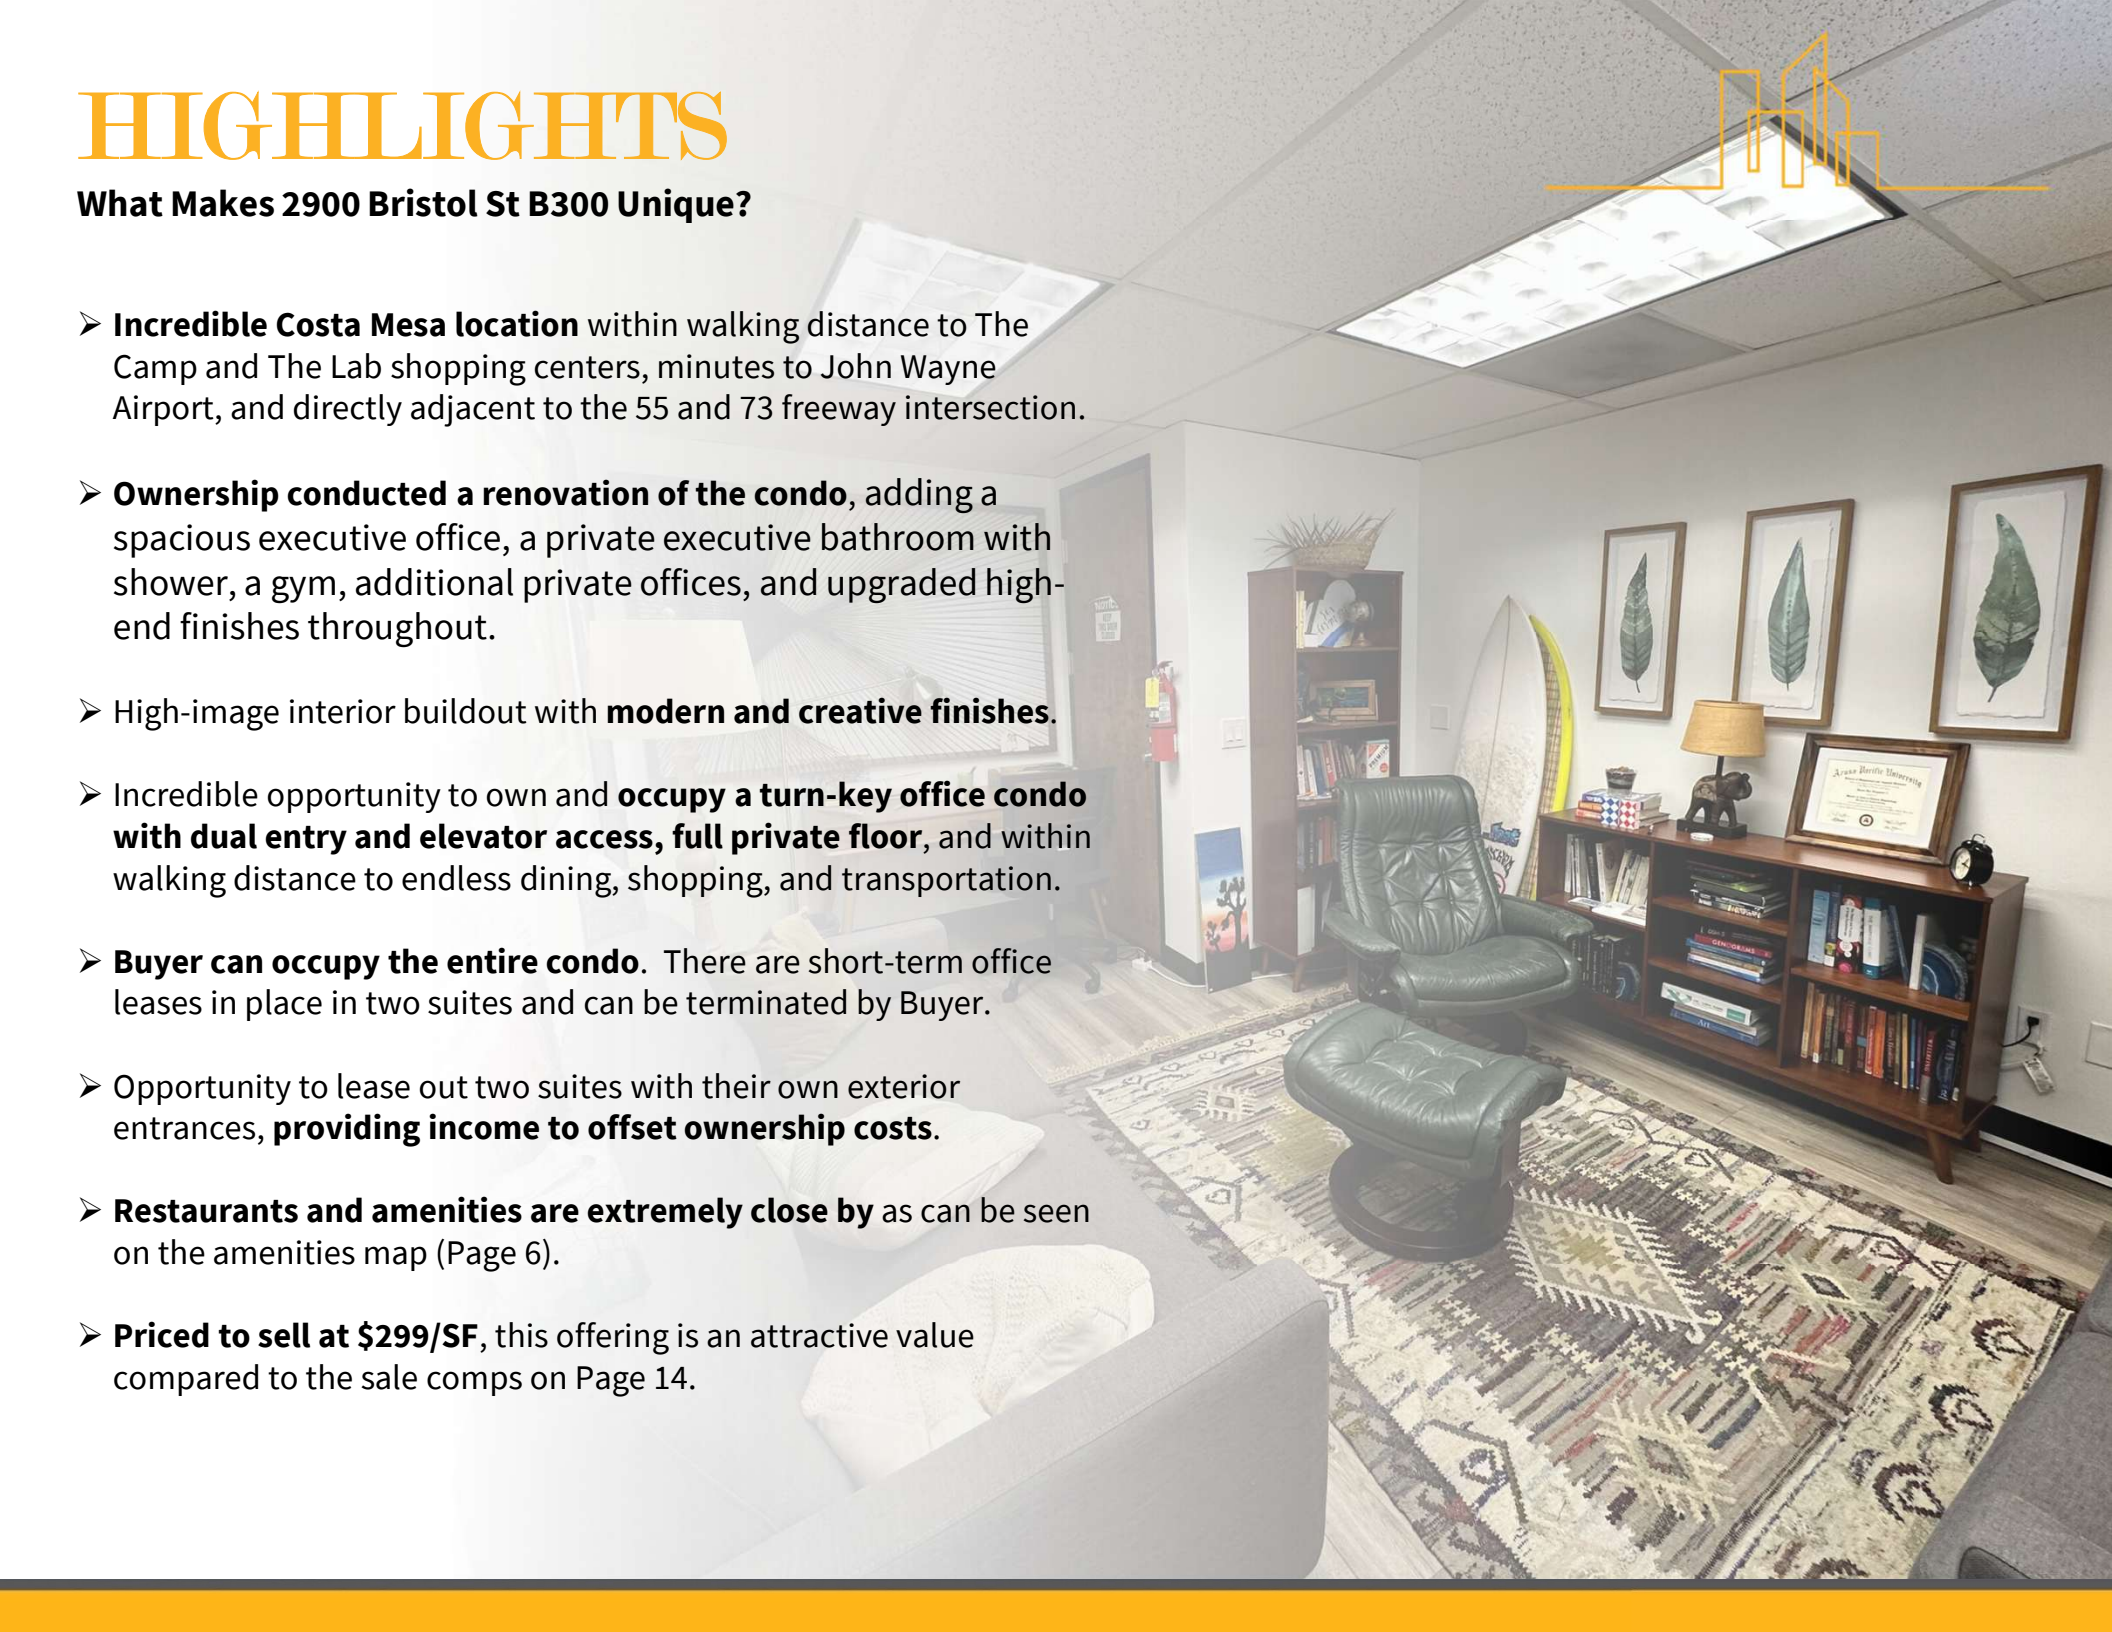 HIGHLIGHTS
What Makes 2900 Bristol St B300 Unique?
➢ Incredible Costa Mesa location within walking distance to The
Camp and The Lab shopping centers, minutes to John Wayne
Airport, and directly adjacent to the 55 and 73 freeway intersection.
➢ Ownership conducted a renovation of the condo, adding a
spacious executive office, a private executive bathroom with
shower, a gym, additional private offices, and upgraded high-
end finishes throughout.
➢ High-image interior buildout with modern and creative finishes.
➢ Incredible opportunity to own and occupy a turn-key office condo
with dual entry and elevator access, full private floor, and within
walking distance to endless dining, shopping, and transportation.
➢ Buyer can occupy the entire condo.  There are short-term office
leases in place in two suites and can be terminated by Buyer.
➢ Opportunity to lease out two suites with their own exterior
entrances, providing income to offset ownership costs.
➢ Restaurants and amenities are extremely close by as can be seen
on the amenities map (Page 6).
➢ Priced to sell at $299/SF, this offering is an attractive value
compared to the sale comps on Page 14.
Azusa Pacific University
GENOGRAMS
Art